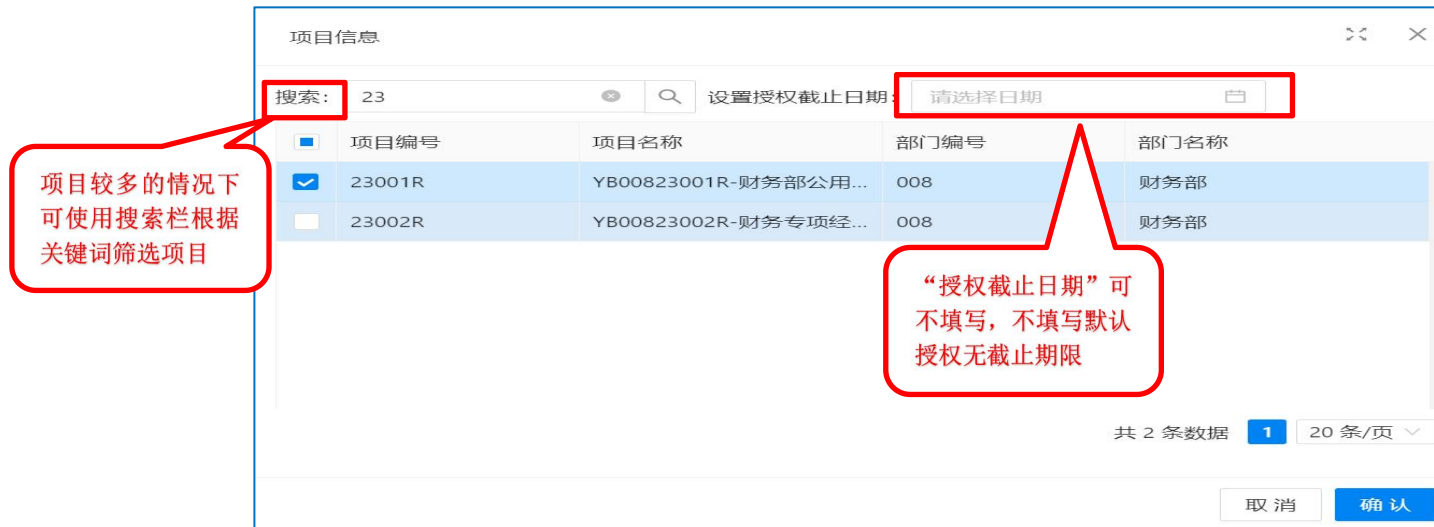 项目信息
搜索： 23 设置授权截止日期： 请选择日期
项目编号 项目名称 部门编号 部门名称
23001R YB00823001R-财务部公用... 008 财务部
23002R YB00823002R-财务专项经... 008 财务部
项目较多的情况下
可使用搜索栏根据
关键词筛选项目
“授权截止日期”可
不填写，不填写默认
授权无截止期限
共 2 条数据 1 20 条/页
取 消 确 认